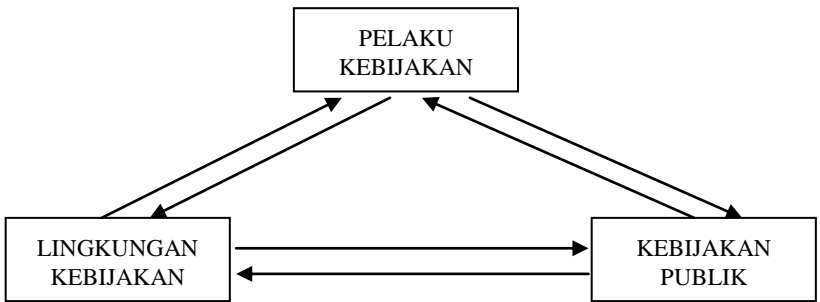 PELAKU
KEBIJAKAN
LINGKUNGAN
KEBIJAKAN
KEBIJAKAN
PUBLIK